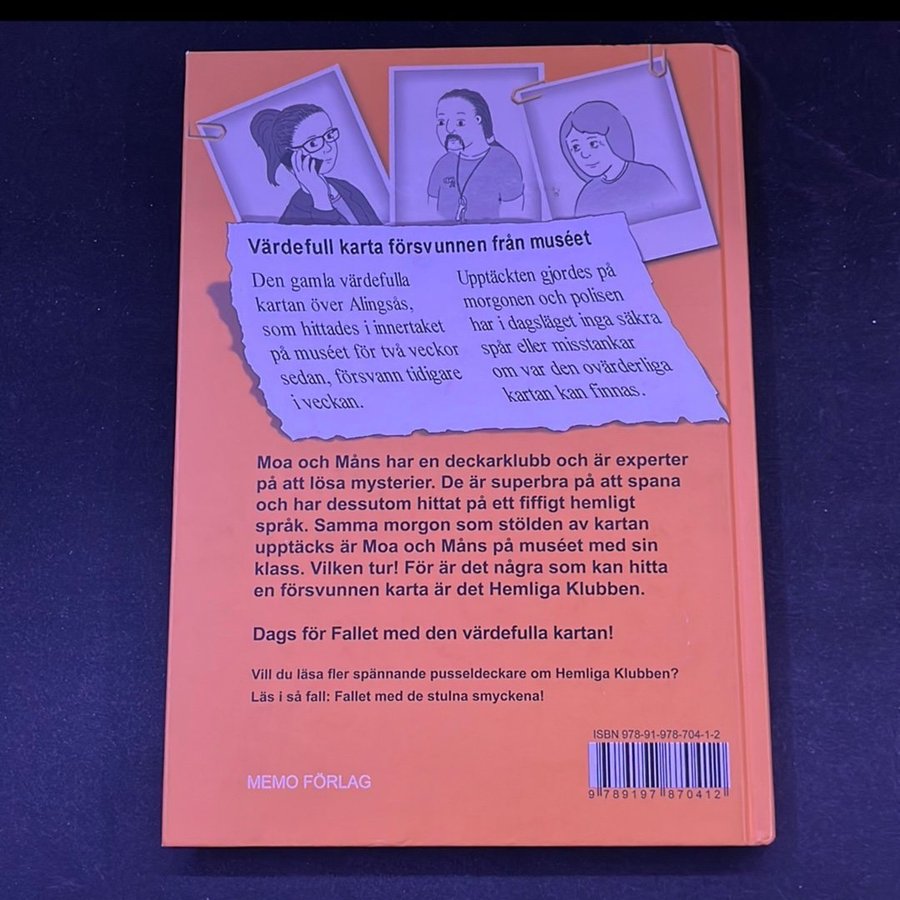 Värdefull karta försvunnen från muséet
Den gamla värdefulla
kartan över Alingsås,
som hittades i innertaket
på muséet för två veckor
sedan, försvann tidigare
i veckan.
Upptäckten gjordes på
morgonen och polisen
har i dagsläget inga säkra
spår eller misstankar
om var den ovärderliga
kartan kan finnas.
Moa och Måns har en deckarklubb och är experter
på att lösa mysterier. De är superbra på att spana
och har dessutom hittat på ett fiffigt hemligt
språk. Samma morgon som stölden av kartan
upptäcks är Moa och Måns på muséet med sin
klass. Vilken tur! För är det några som kan hitta
en försvunnen karta är det Hemliga Klubben.
Dags för Fallet med den värdefulla kartan!
Vill du läsa fler spännande pusseldeckare om Hemliga Klubben?
Läs i så fall: Fallet med de stulna smyckena!
ISBN 978-91-978-704-1-2
9 789197 870412
MEMO FÖRLAG